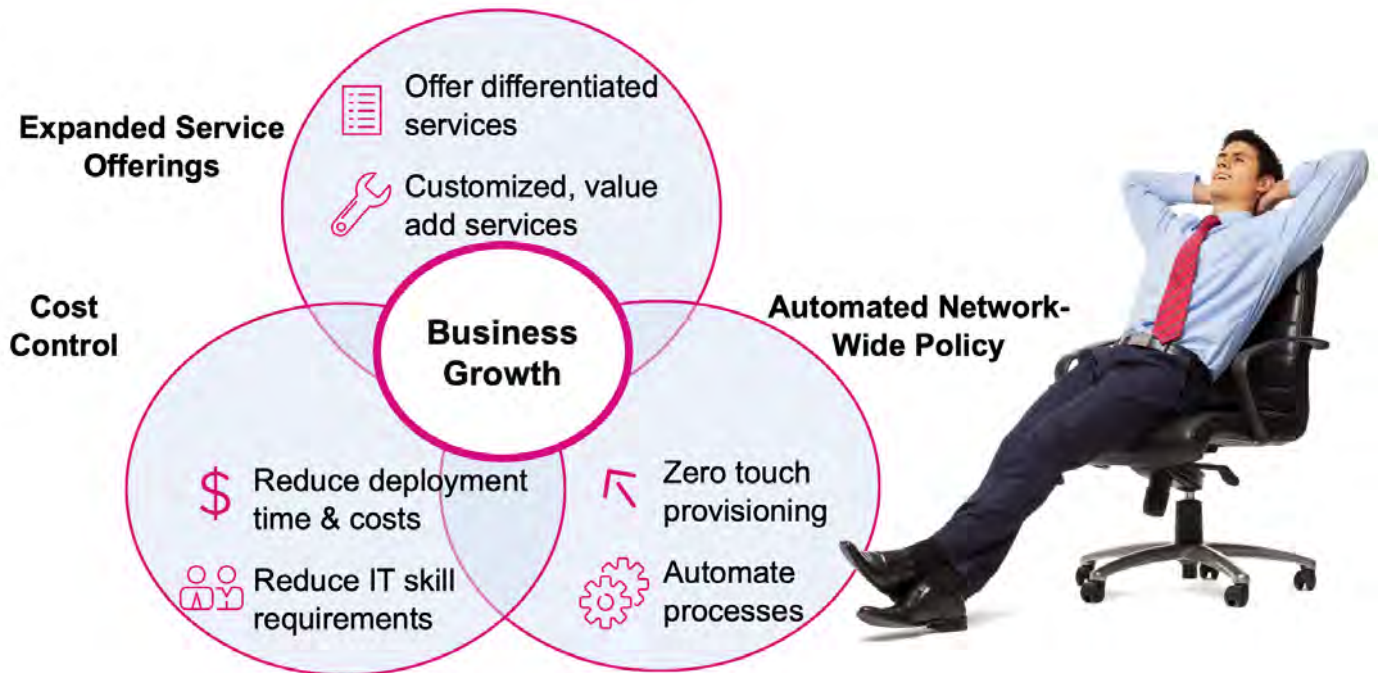 Expanded Service
Offerings
Offer differentiated
services
Customized, value
add services
Cost
Control
Business
Growth
Automated Network-
Wide Policy
$
Reduce deployment
time & costs
Reduce IT skill
requirements
Zero touch
provisioning
Automate
processes